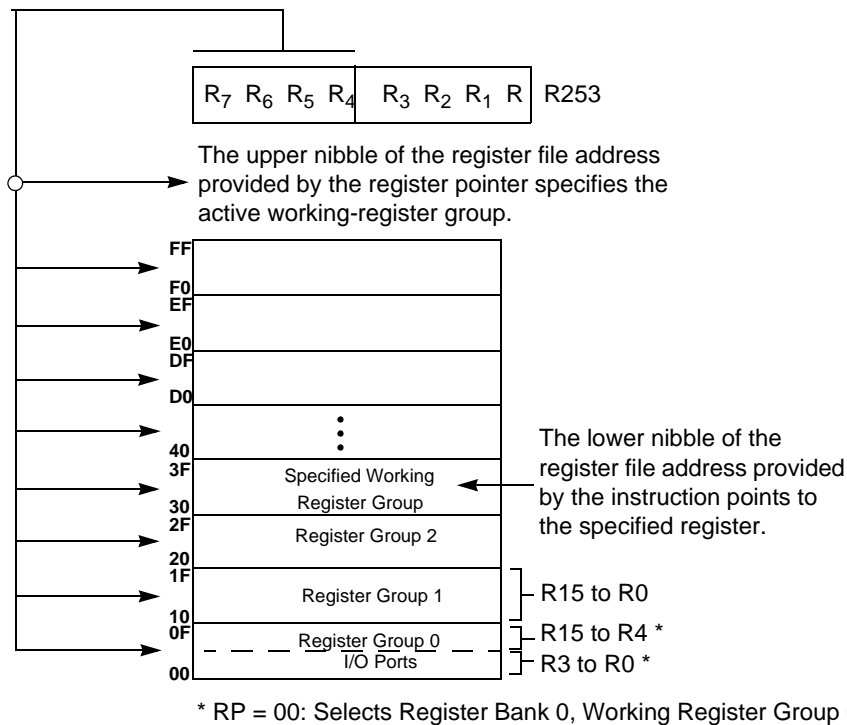 R7 R6 R5 R4 R3 R2 R1 R R253
The upper nibble of the register file address
provided by the register pointer specifies the
active working-register group.
FF
F0
EF
E0
DF
D0
40
3F
Specified Working
Register Group
30
The lower nibble of the
register file address provided
by the instruction points to
the specified register.
2F
Register Group 2
20
1F
Register Group 1
R15 to R0
10
0F
Register Group 0
R15 to R4 *
I/O Ports
R3 to R0 *
00
* RP = 00: Selects Register Bank 0, Working Register Group